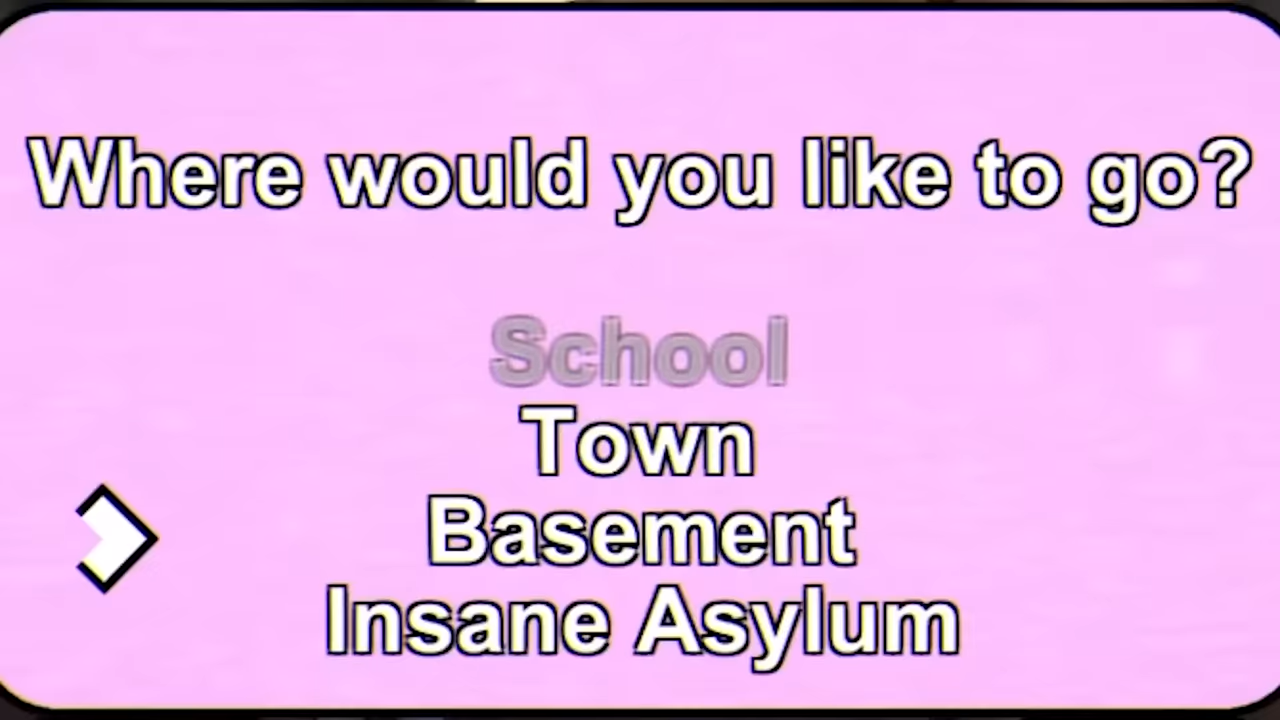 Where would you like to go?
School
Town
Basement
Insane Asylum